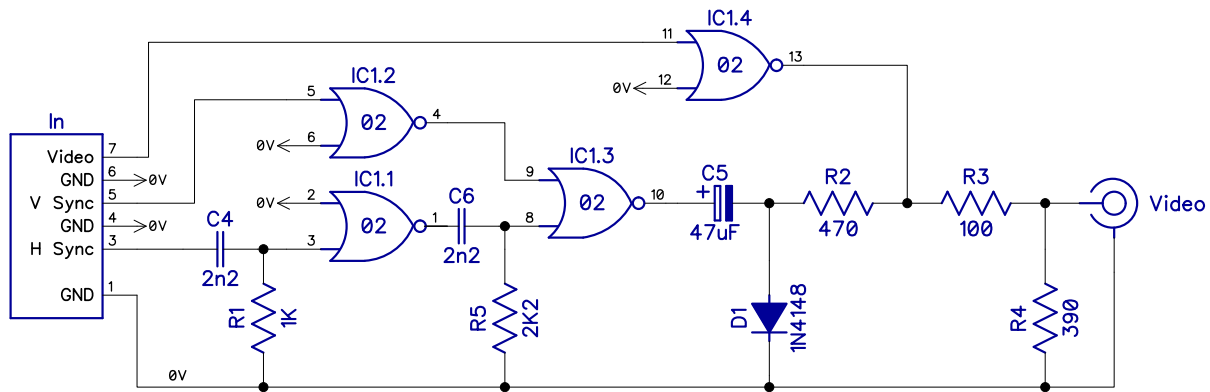 IC1.4
11
02
13
12
0V
IC1.2
5
02
4
6
0V
In
Video 7
GND 6 0V
V Sync 5
GND 4 0V
H Sync 3
GND 1
IC1.1
2
0V
02
1
3
C4
2n2
C6
2n2
IC1.3
9
02
10
8
C5
+
47uF
R2
470
R3
100
Video
R1
1K
R5
2K2
D1
1N4148
R4
390
0V